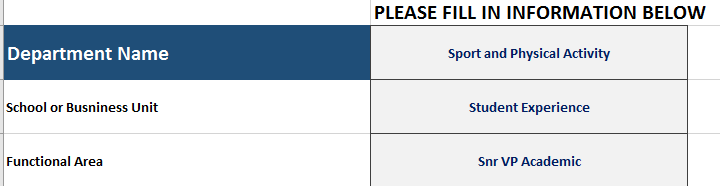 PLEASE FILL IN INFORMATION BELOW
Department Name Sport and Physical Activity
School or Busniness Unit Student Experience
Functional Area Snr VP Academic